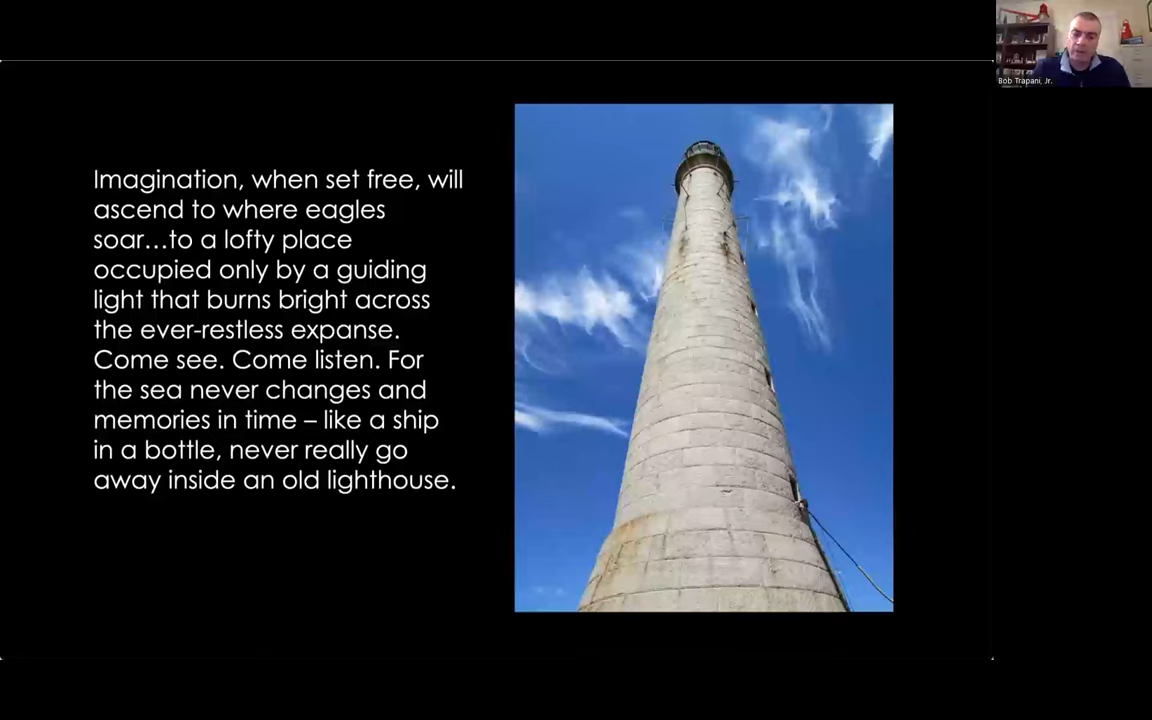 Imagination, when set free, will
ascend to where eagles
soar...to a lofty place
occupied only by a guiding
light that burns bright across
the ever-restless expanse.
Come see. Come listen. For
the sea never changes and
memories in time – like a ship
in a bottle, never really go
away inside an old lighthouse.
Bob Trapani, Jr.